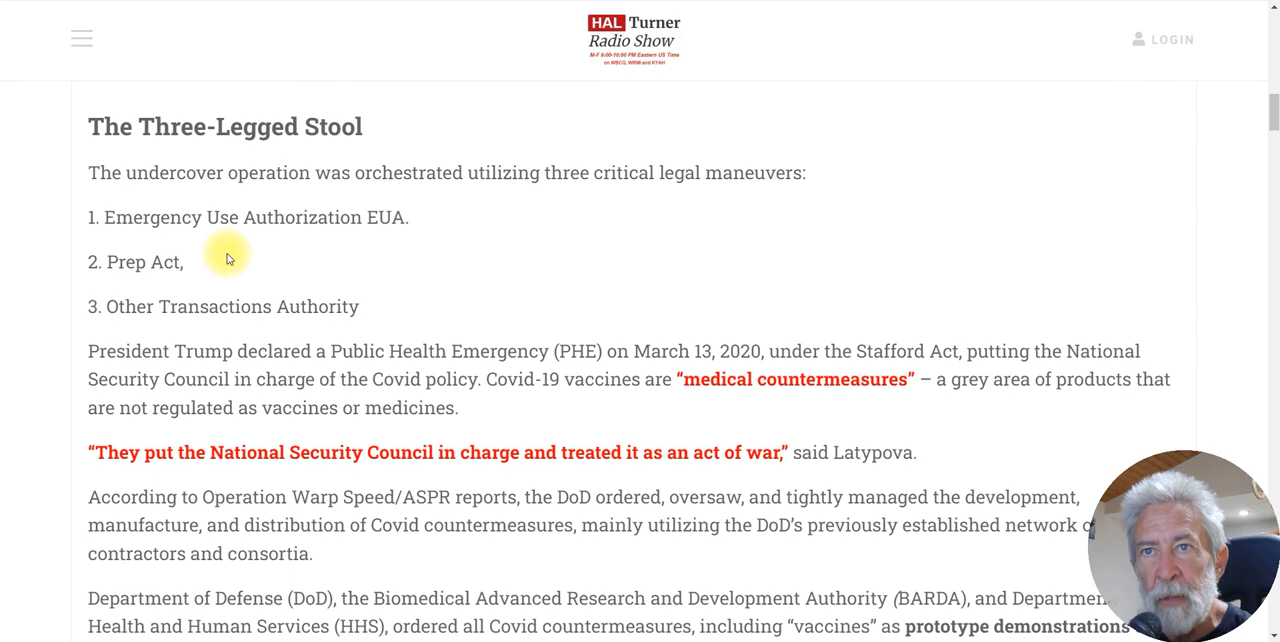 HAL Turner
Radio Show
M-F 9:00-10:00 PM Eastern US Time
on WBCQ, WRMI and KYAH
LOGIN
The Three-Legged Stool
The undercover operation was orchestrated utilizing three critical legal maneuvers:
1. Emergency Use Authorization EUA.
2. Prep Act,
3. Other Transactions Authority
President Trump declared a Public Health Emergency (PHE) on March 13, 2020, under the Stafford Act, putting the National
Security Council in charge of the Covid policy. Covid-19 vaccines are “medical countermeasures” – a grey area of products that
are not regulated as vaccines or medicines.
“They put the National Security Council in charge and treated it as an act of war,” said Latypova.
According to Operation Warp Speed/ASPR reports, the DoD ordered, oversaw, and tightly managed the development,
manufacture, and distribution of Covid countermeasures, mainly utilizing the DoD’s previously established network
contractors and consortia.
Department of Defense (DoD), the Biomedical Advanced Research and Development Authority (BARDA), and
Health and Human Services (HHS), ordered all Covid countermeasures, including “vaccines” as prototype demonstrations